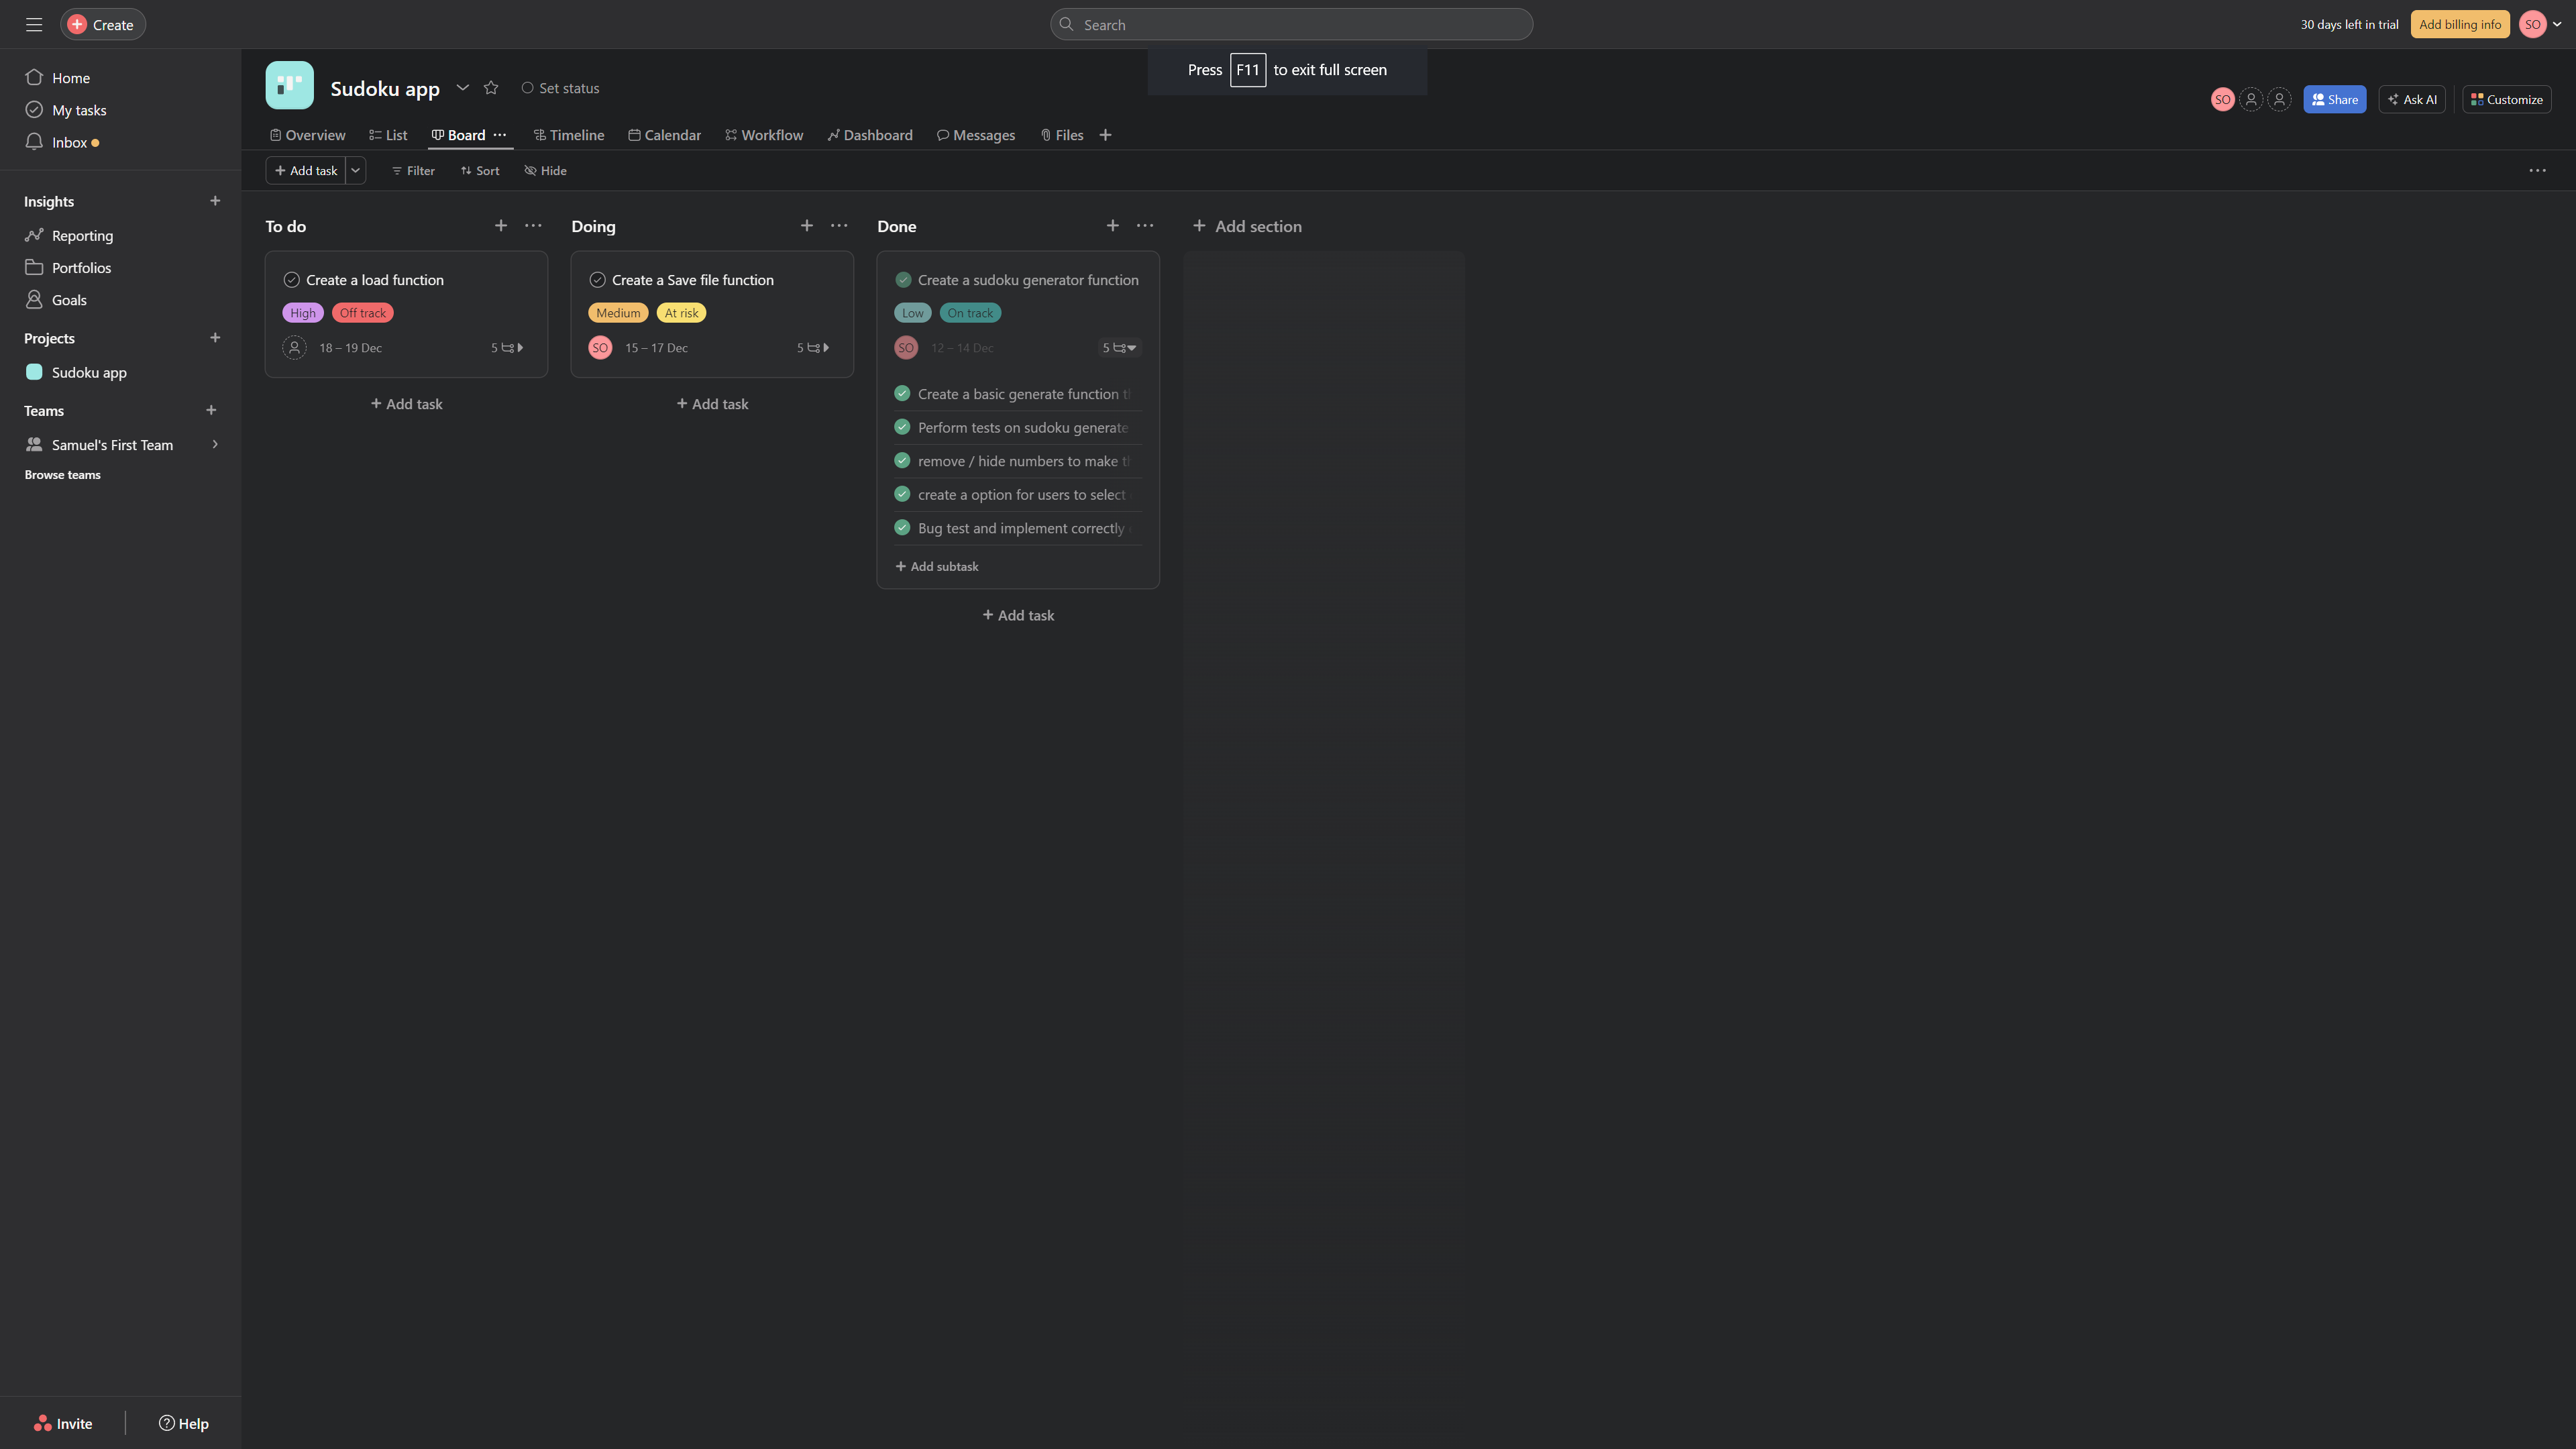 Create
Search
30 days left in trial
Add billing info
SO
Home
My tasks
Inbox
Insights
Reporting
Portfolios
Goals
Projects
Sudoku app
Teams
Samuel's First Team
Browse teams
Invite
Help
Sudoku app
Set status
Press F11 to exit full screen
SO
Share
Ask AI
Customize
Overview
List
Board
Timeline
Calendar
Workflow
Dashboard
Messages
Files
Add task
Filter
Sort
Hide
To do
Create a load function
High
Off track
18 – 19 Dec
5
Add task
Doing
Create a Save file function
Medium
At risk
SO
15 – 17 Dec
5
Add task
Done
Create a sudoku generator function
Low
On track
SO
12 – 14 Dec
5
Create a basic generate function
Perform tests on sudoku generate
remove / hide numbers to make
create a option for users to select
Bug test and implement correctly
Add subtask
Add task
Add section